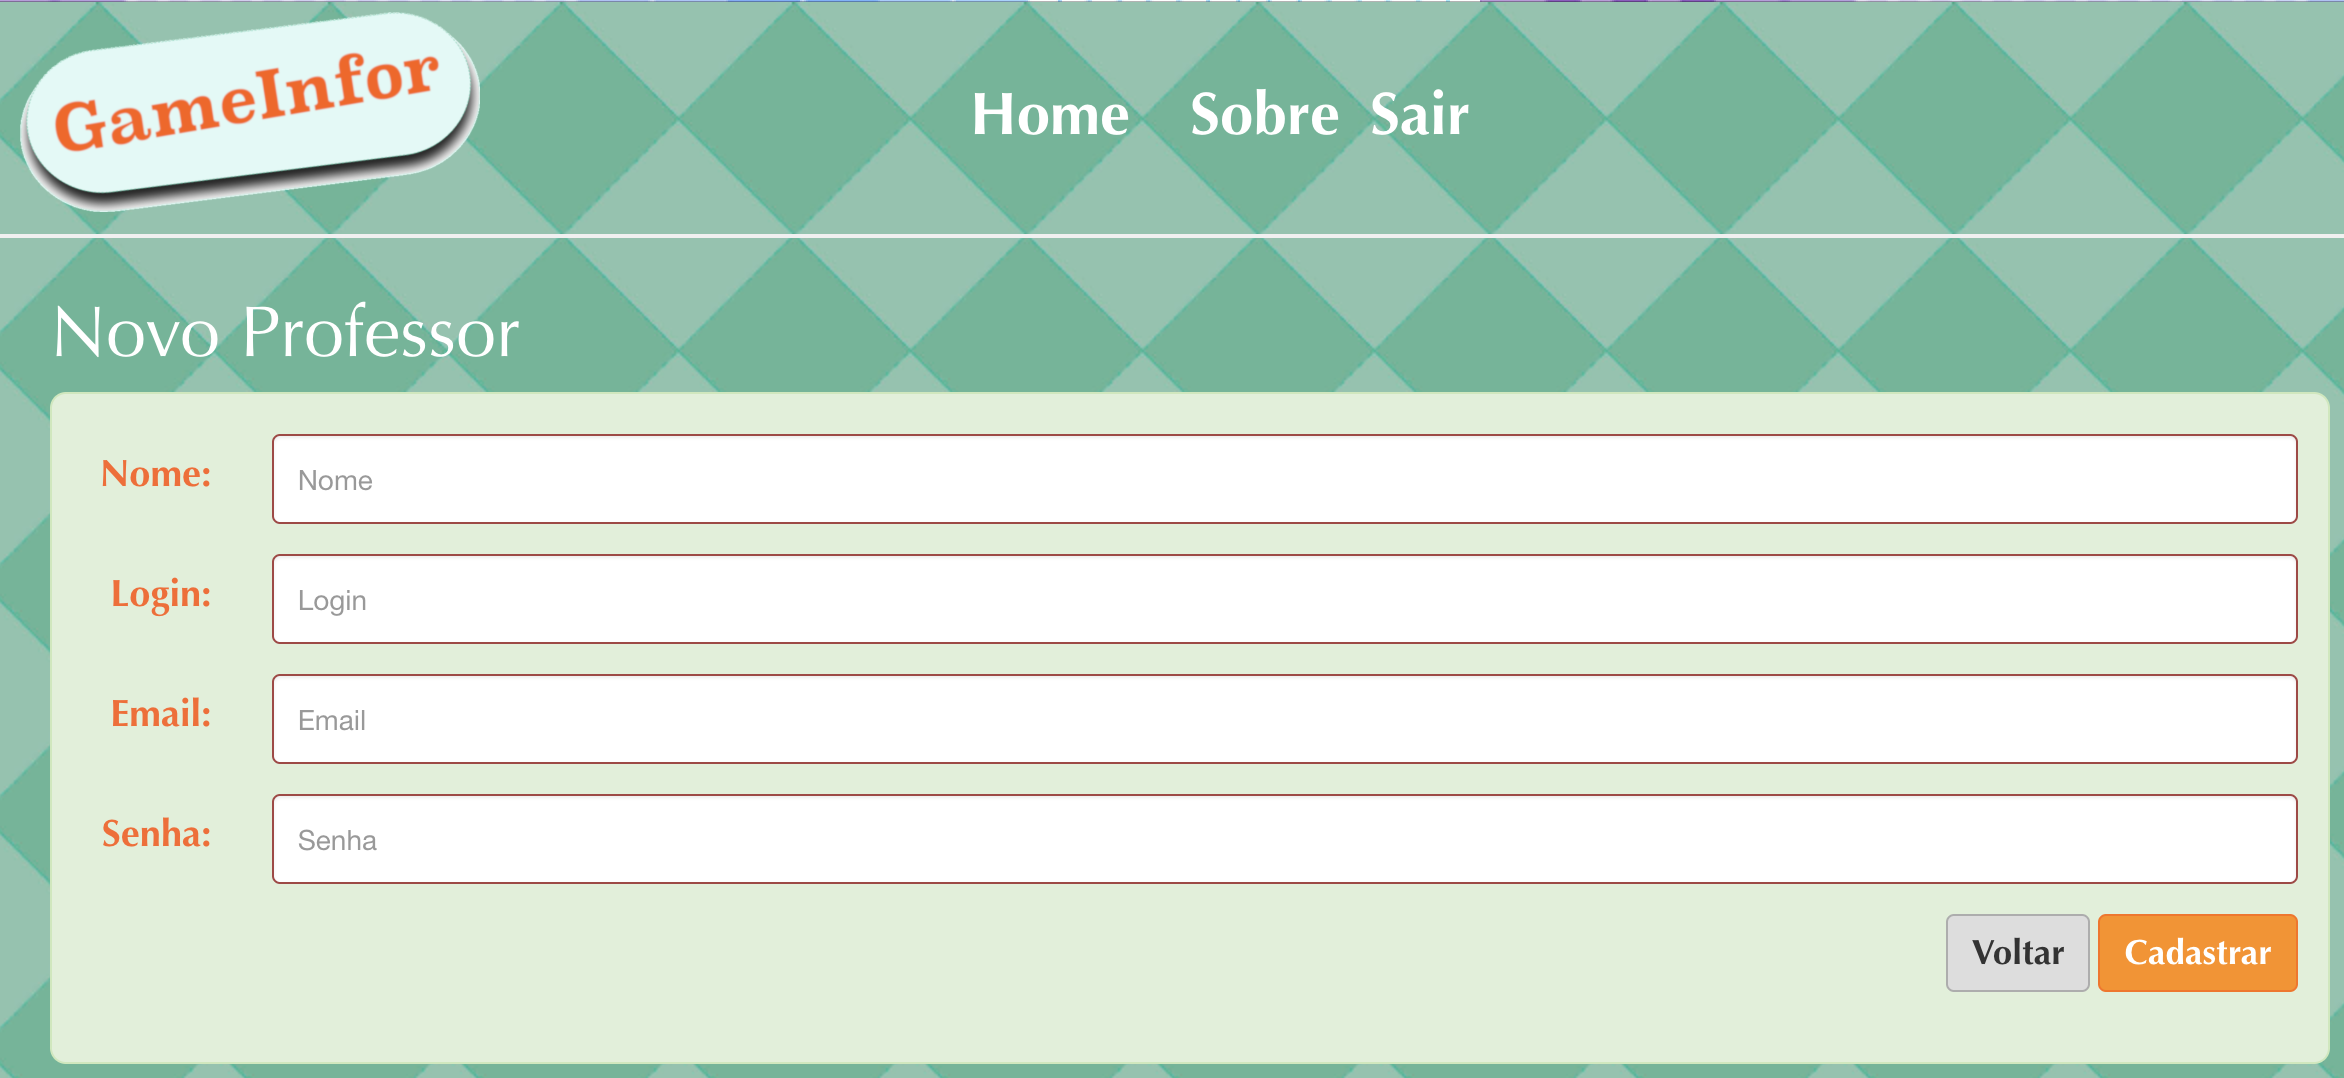 GameInfor
Home Sobre Sair
Novo Professor
Nome: Nome
Login: Login
Email: Email
Senha: Senha
Voltar Cadastrar